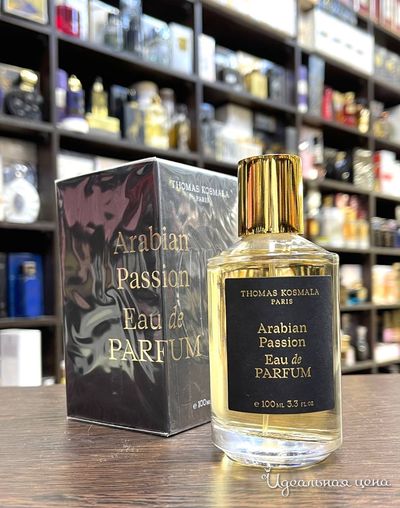 THOMAS KOSMALA
PARIS
Arabian
Passion
Eau de
PARFUM
℮ 100ML
THOMAS KOSMALA
PARIS
Arabian
Passion
Eau de
PARFUM
℮ 100ML 3.3 FL OZ
Идеальная цена